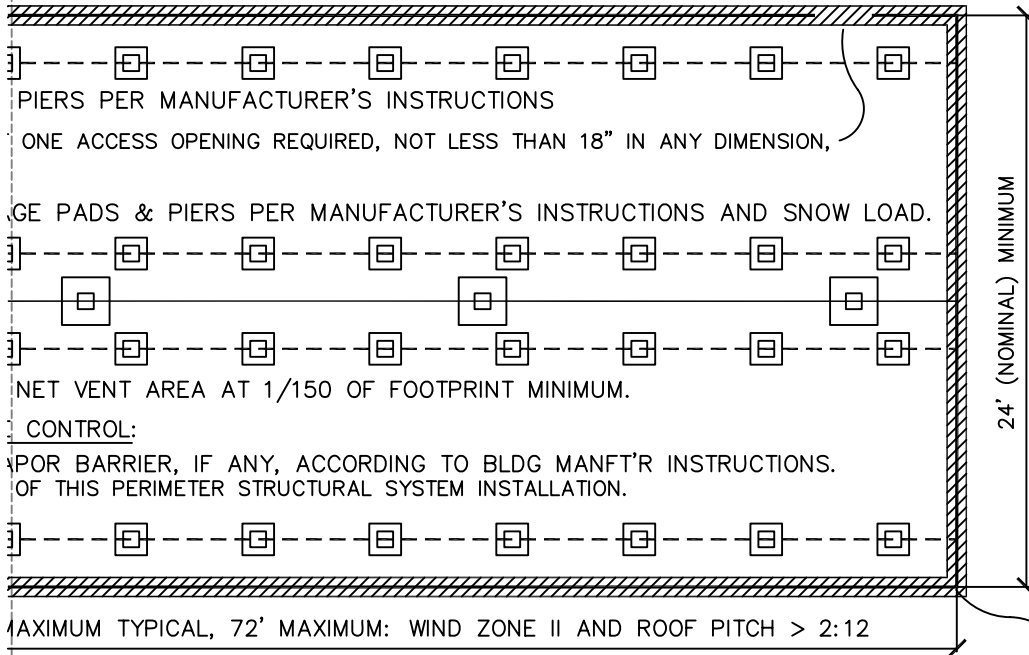 PIERS PER MANUFACTURER'S INSTRUCTIONS
ONE ACCESS OPENING REQUIRED, NOT LESS THAN 18" IN ANY DIMENSION,
PADS & PIERS PER MANUFACTURER'S INSTRUCTIONS AND SNOW LOAD.
24' (NOMINAL) MINIMUM
NET VENT AREA AT 1/150 OF FOOTPRINT MINIMUM.
CONTROL:
BARRIER, IF ANY, ACCORDING TO BLDG MANFT'R INSTRUCTIONS.
OF THIS PERIMETER STRUCTURAL SYSTEM INSTALLATION.
MAXIMUM TYPICAL, 72' MAXIMUM: WIND ZONE II AND ROOF PITCH > 2:12